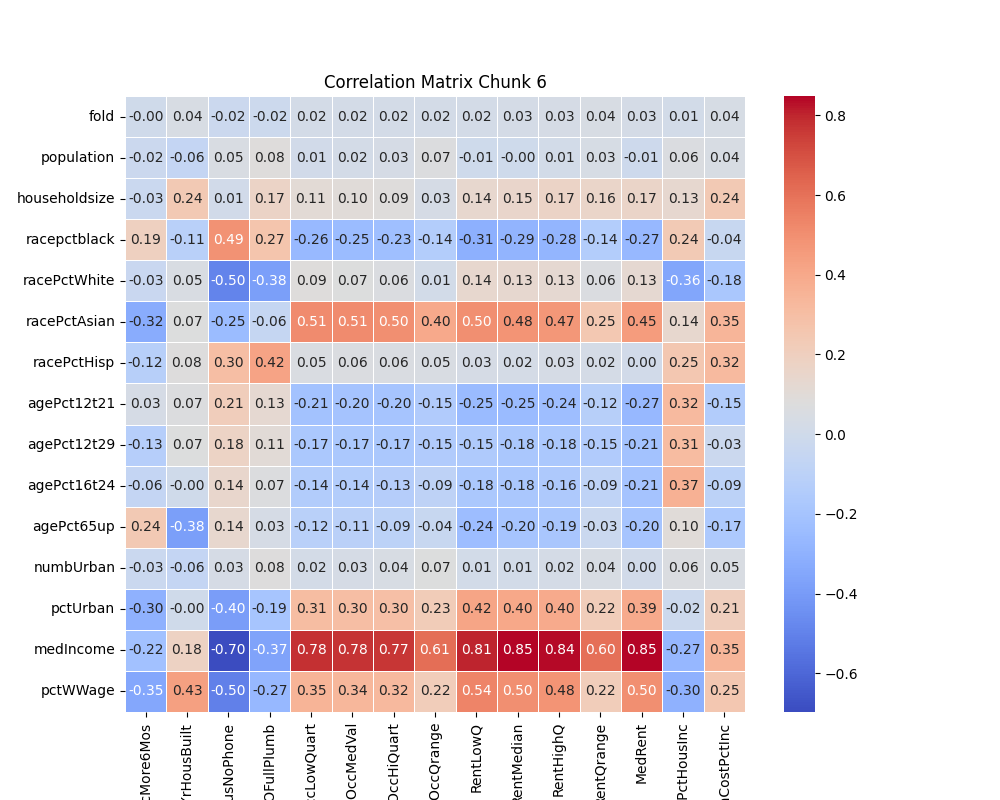 Correlation Matrix Chunk 6
fold -0.00 0.04 -0.02 -0.02 0.02 0.02 0.02 0.02 0.02 0.03 0.03 0.04 0.03 0.01 0.04
population -0.02 -0.06 0.05 0.08 0.01 0.02 0.03 0.07 -0.01 -0.00 0.01 0.03 -0.01 0.06 0.04
householdsize -0.03 0.24 0.01 0.17 0.11 0.10 0.09 0.03 0.14 0.15 0.17 0.16 0.17 0.13 0.24
racepctblack 0.19 -0.11 0.49 0.27 -0.26 -0.25 -0.23 -0.14 -0.31 -0.29 -0.28 -0.14 -0.27 0.24 -0.04
racePctWhite -0.03 0.05 -0.50 -0.38 0.09 0.07 0.06 0.01 0.14 0.13 0.13 0.06 0.13 -0.36 -0.18
racePctAsian -0.32 0.07 -0.25 -0.06 0.51 0.51 0.50 0.40 0.50 0.48 0.47 0.25 0.45 0.14 0.35
racePctHisp -0.12 0.08 0.30 0.42 0.05 0.06 0.06 0.05 0.03 0.02 0.03 0.02 0.00 0.25 0.32
agePct12t21 0.03 0.07 0.21 0.13 -0.21 -0.20 -0.20 -0.15 -0.25 -0.25 -0.24 -0.12 -0.27 0.32 -0.15
agePct12t29 -0.13 0.07 0.18 0.11 -0.17 -0.17 -0.17 -0.15 -0.15 -0.18 -0.18 -0.15 -0.21 0.31 -0.03
agePct16t24 -0.06 -0.00 0.14 0.07 -0.14 -0.14 -0.13 -0.09 -0.18 -0.18 -0.16 -0.09 -0.21 0.37 -0.09
agePct65up 0.24 -0.38 0.14 0.03 -0.12 -0.11 -0.09 -0.04 -0.24 -0.20 -0.19 -0.03 -0.20 0.10 -0.17
numbUrban -0.03 -0.06 0.03 0.08 0.02 0.03 0.04 0.07 0.01 0.01 0.02 0.04 0.00 0.06 0.05
pctUrban -0.30 -0.00 -0.40 -0.19 0.31 0.30 0.30 0.23 0.42 0.40 0.40 0.22 0.39 -0.02 0.21
medIncome -0.22 0.18 -0.70 -0.37 0.78 0.78 0.77 0.61 0.81 0.85 0.84 0.60 0.85 -0.27 0.35
pctWWage -0.35 0.43 -0.50 -0.27 0.35 0.34 0.32 0.22 0.54 0.50 0.48 0.22 0.50 -0.30 0.25
cMore6Mos
YrHousBuilt
usNoPhone
OFullPlumb
ccLowQuart
OccMedVal
OccHiQuart
OccQrange
RentLowQ
RentMedian
RentHighQ
RentQrange
MedRent
PctHousInc
nCostPctInc
0.8
0.6
0.4
0.2
0.0
−0.2
−0.4
−0.6